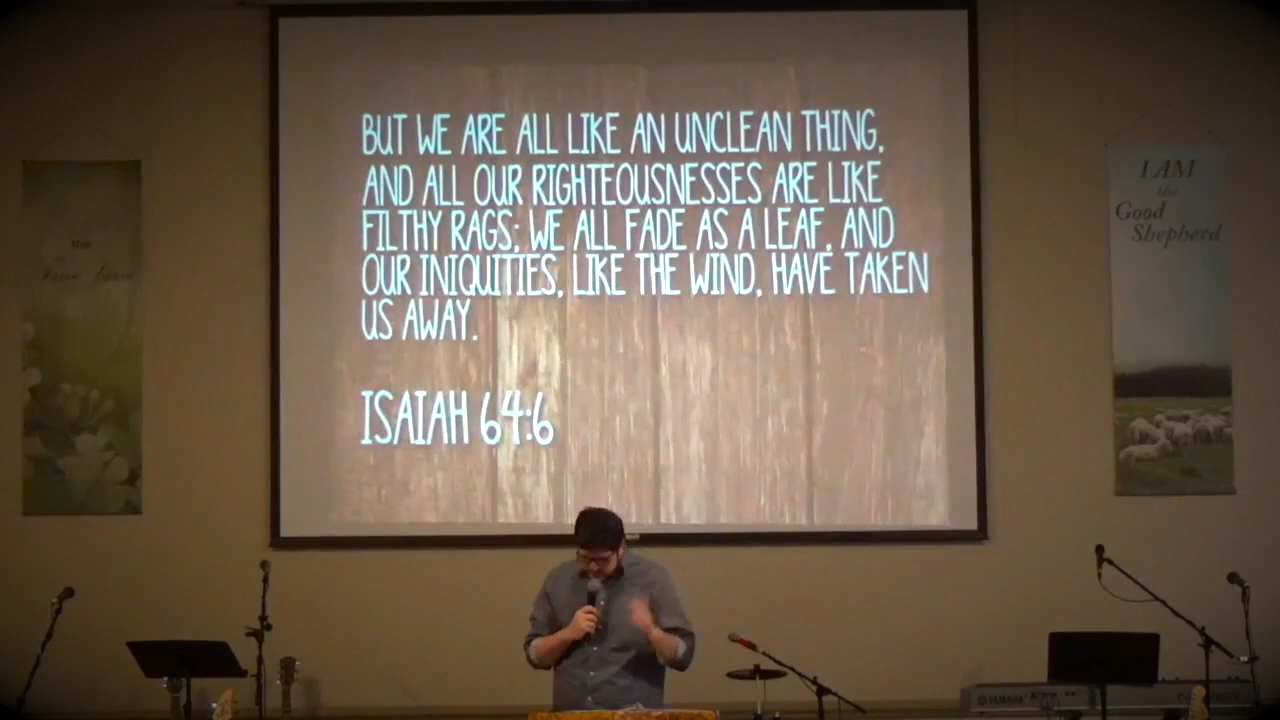 BUT WE ARE ALL LIKE AN UNCLEAN THING,
AND ALL OUR RIGHTEOUSNESSES ARE LIKE
FILTHY RAGS; WE ALL FADE AS A LEAF, AND
OUR INIQUITIES, LIKE THE WIND, HAVE TAKEN
US AWAY.
ISAIAH 64:6
I AM
the
Good
Shepherd
YAMAHA